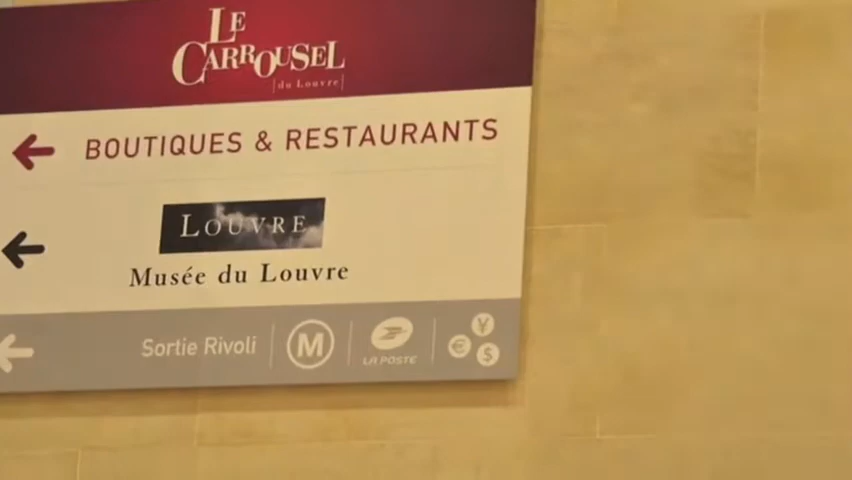 LE
CARROUSEL
du Louvre
BOUTIQUES & RESTAURANTS
LOUVRE
Musée du Louvre
Sortie Rivoli M LA POSTE € ¥ $